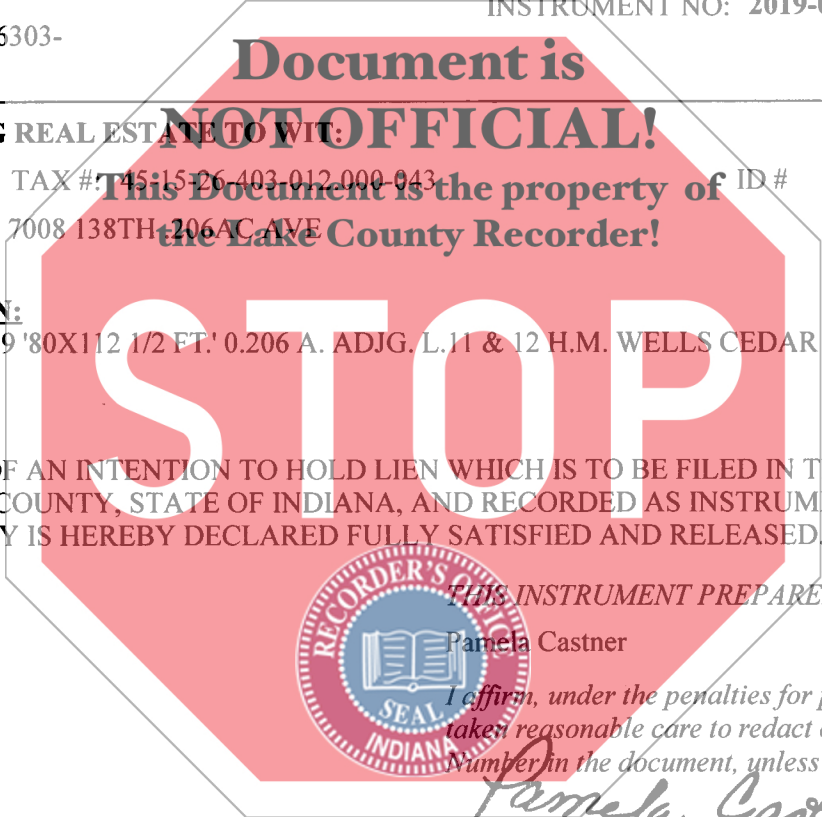 INSTRUMENT NO: 2019-0
6303-
Document is
NOT OFFICIAL!
G REAL ESTATE TO WIT:
TAX #: 45-15-26-403-012.000-043 ID #
This Document is the property of
7008 138TH .206AC AVE
the Lake County Recorder!
N:
9 '80X112 1/2 FT.' 0.206 A. ADJG. L.11 & 12 H.M. WELLS CEDAR
STOP
OF AN INTENTION TO HOLD LIEN WHICH IS TO BE FILED IN T
COUNTY, STATE OF INDIANA, AND RECORDED AS INSTRUM
Y IS HEREBY DECLARED FULLY SATISFIED AND RELEASED.
RECORDER'S OFFICE
SEAL
INDIANA
THIS INSTRUMENT PREPARE
Pamela Castner
I affirm, under the penalties for p
taken reasonable care to redact e
Number in the document, unless
Pamela Cast